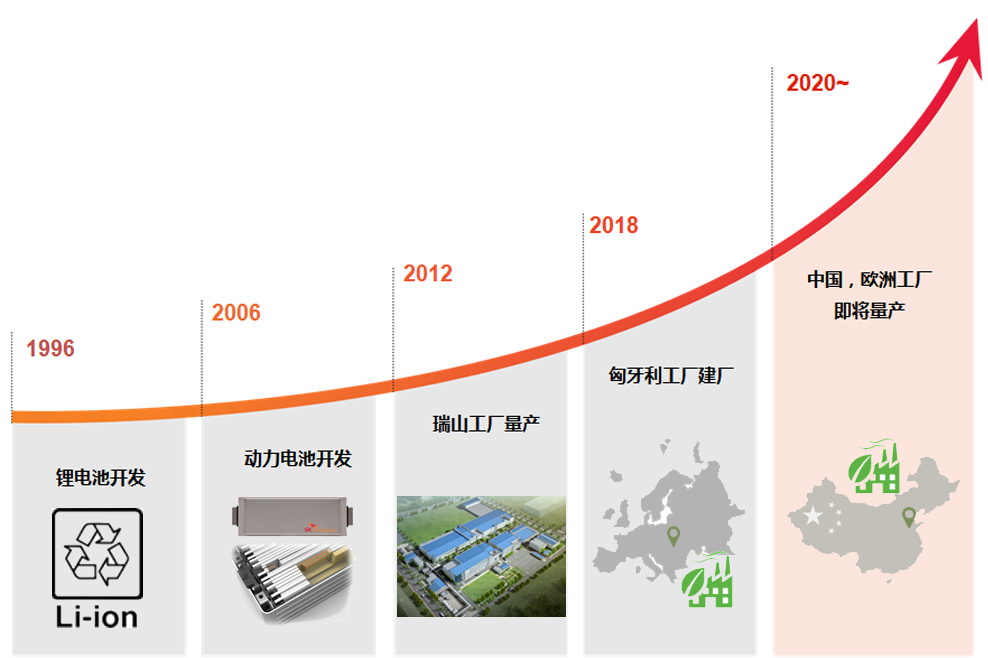 2020~
2018
2012
2006
1996
中国，欧洲工厂
即将量产
匈牙利工厂建厂
瑞山工厂量产
动力电池开发
锂电池开发
SK
Li-ion